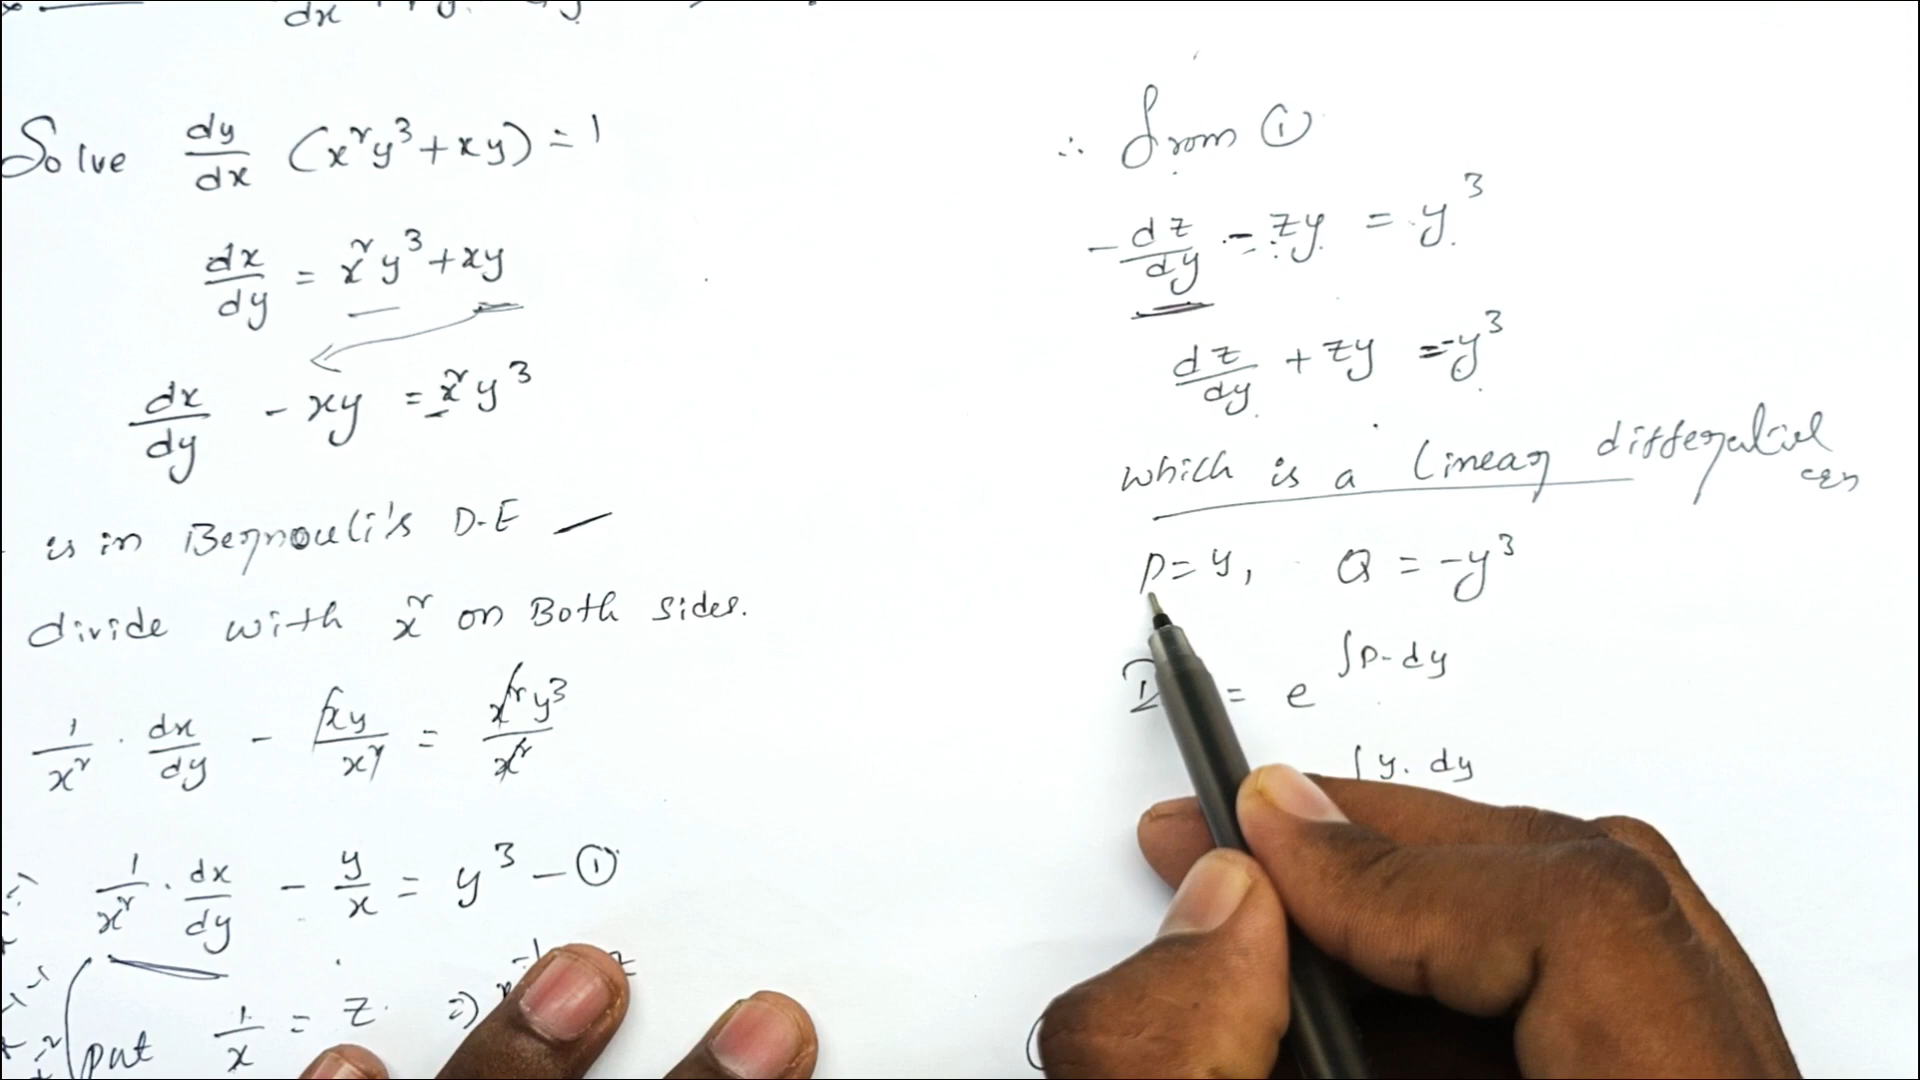 dx
Solve dy/dx (x²y³+xy)=1
dx/dy = x²y³+xy
dx/dy - xy = x²y³
is in Bernouli's D-E
divide with x² on Both sides.
1/x² · dx/dy - xy/x² = x²y³/x²
1/x² · dx/dy - y/x = y³ - ①
put 1/x = z ⇒
∴ from ①
-dz/dy - zy = y³
dz/dy + zy = -y³
which is a linear differential
P = y, Q = -y³
= e^∫P·dy
∫y. dy